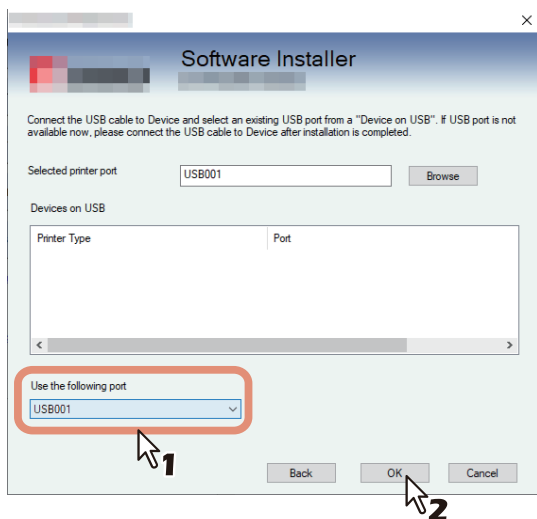 Software Installer
Connect the USB cable to Device and select an existing USB port from a "Device on USB". If USB port is not
available now, please connect the USB cable to Device after installation is completed.
Selected printer port
USB001
Browse
Devices on USB
Printer Type
Port
Use the following port
USB001
1
Back
OK
Cancel
2